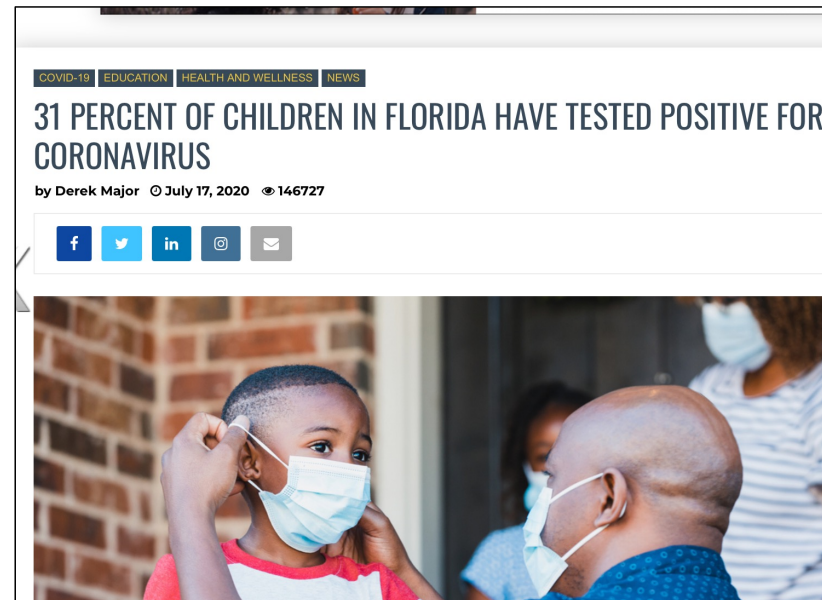 COVID-19 EDUCATION HEALTH AND WELLNESS NEWS
31 PERCENT OF CHILDREN IN FLORIDA HAVE TESTED POSITIVE FOR
CORONAVIRUS
by Derek Major July 17, 2020 146727
f in